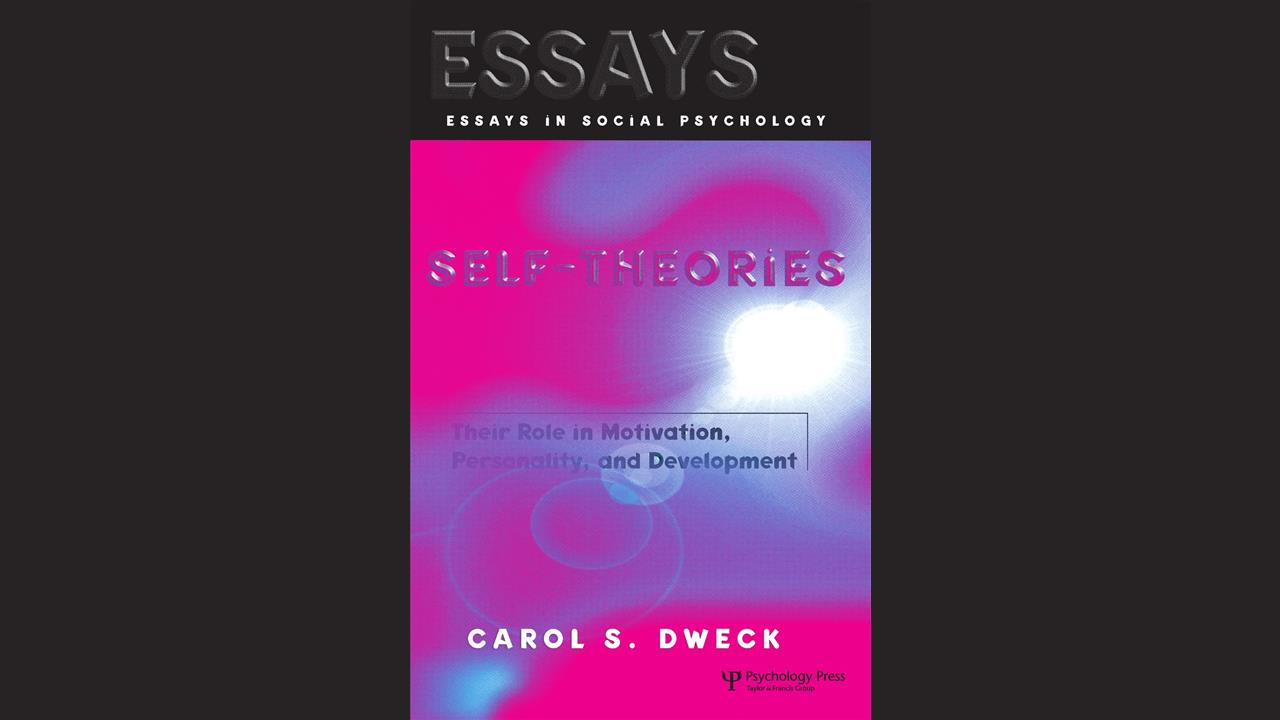 ESSAYS
ESSAYS IN SOCIAL PSYCHOLOGY
SELF-THEORIES
Their Role in Motivation,
Personality, and Development
CAROL S. DWECK
Psychology Press
Taylor & Francis Group